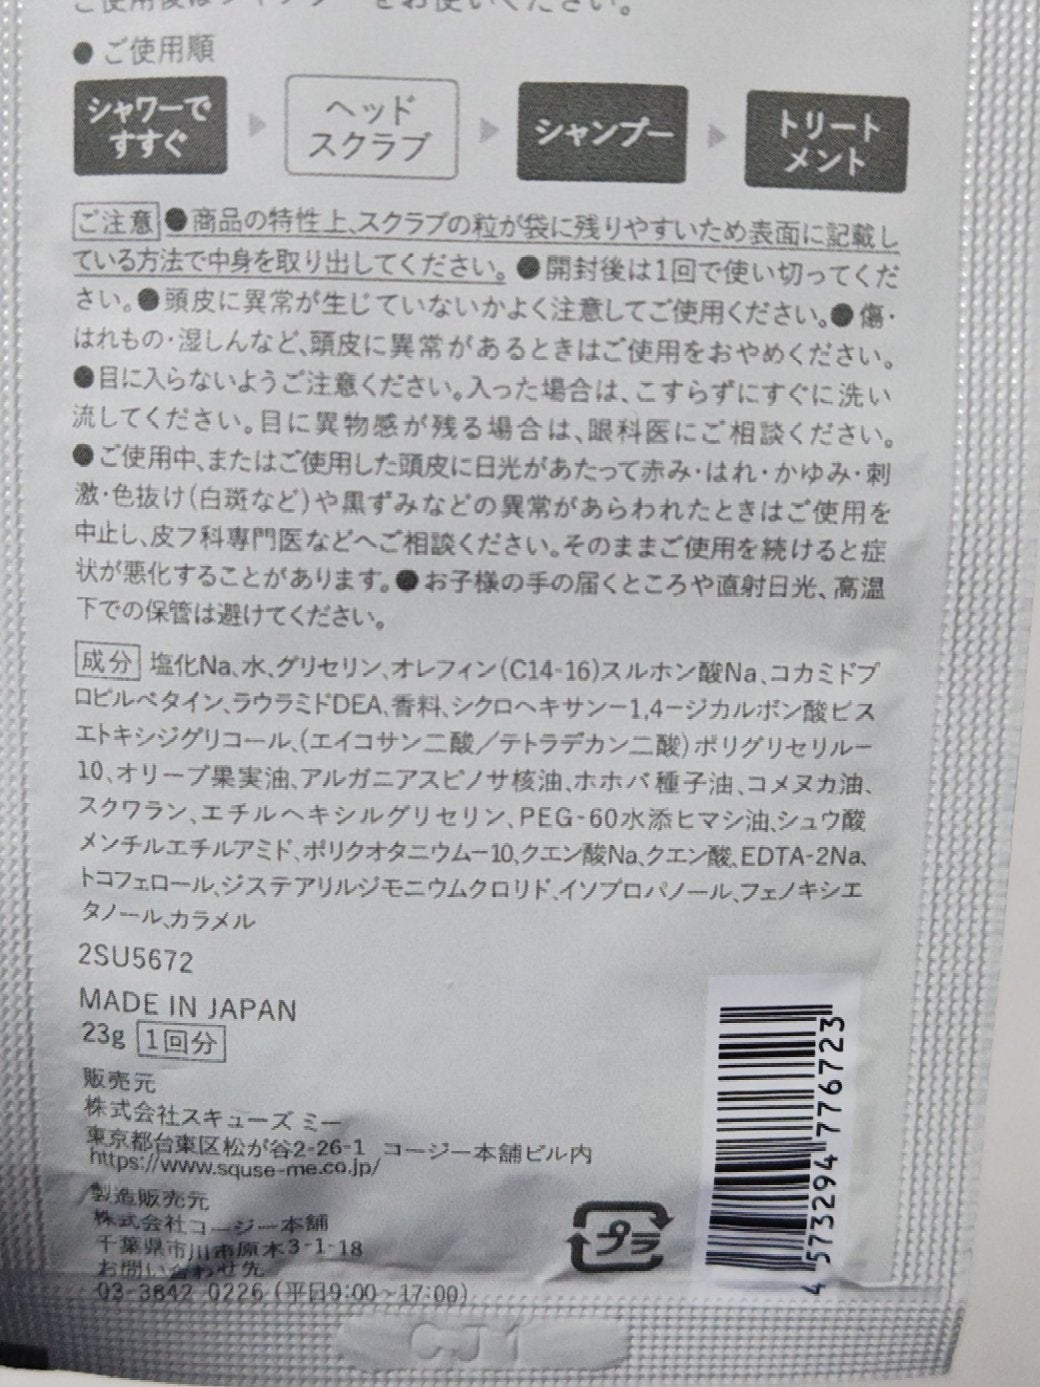 ご使用後はシャンプーをお使いください。
●ご使用順
シャワーですすぐ
ヘッドスクラブ
シャンプー
トリートメント
ご注意 ●商品の特性上、スクラブの粒が袋に残りやすいため表面に記載し
ている方法で中身を取り出してください。●開封後は1回で使い切ってくだ
さい。●頭皮に異常が生じていないかよく注意してご使用ください。●傷・
はれもの・湿しんなど、頭皮に異常があるときはご使用をおやめください。
●目に入らないようご注意ください。入った場合は、こすらずにすぐに洗い
流してください。目に異物感が残る場合は、眼科医にご相談ください。
●ご使用中、またはご使用した頭皮に日光があたって赤み・はれ・かゆみ・刺
激・色抜け(白斑など)や黒ずみなどの異常があらわれたときはご使用を
中止し、皮フ科専門医などへご相談ください。そのままご使用を続けると症
状が悪化することがあります。●お子様の手の届くところや直射日光、高温
下での保管は避けてください。
成分 塩化Na、水、グリセリン、オレフィン(C14-16)スルホン酸Na、コカミドプ
ロピルベタイン、ラウラミドDEA、香料、シクロヘキサン-1,4-ジカルボン酸ビス
エトキシジグリコール、(エイコサン二酸/テトラデカン二酸)ポリグリセリル-
10、オリーブ果実油、アルガニアスピノサ核油、ホホバ種子油、コメヌカ油、
スクワラン、エチルヘキシルグリセリン、PEG-60水添ヒマシ油、シュウ酸
メンチルエチルアミド、ポリクオタニウム-10、クエン酸Na、クエン酸、EDTA-2Na、
トコフェロール、ジステアリルジモニウムクロリド、イソプロパノール、フェノキシエ
タノール、カラメル
2SU5672
MADE IN JAPAN
23g 1回分
販売元
株式会社スキューズ ミー
東京都台東区松が谷2-26-1 コージー本舗ビル内
https://www.squse-me.co.jp/
製造販売元
株式会社コージー本舗
千葉県市川市原木3-1-18
お問い合わせ先
03-3842-0226(平日9:00~17:00)
プラ
4 573294 776723